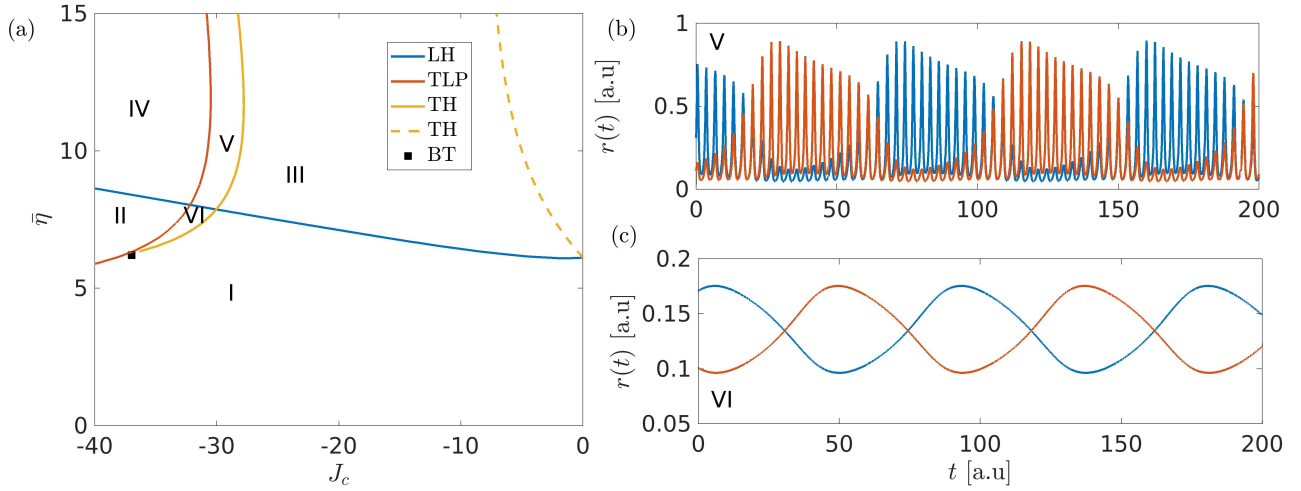 (a)
15
10
5
0
η̄
-40
-30
-20
-10
0
J_c
IV
V
III
II
VI
I
LH
TLP
TH
TH
BT
(b)
V
1
0.5
0
r(t) [a.u]
0
50
100
150
200
(c)
VI
0.2
0.15
0.1
0.05
r(t) [a.u]
0
50
100
150
200
t [a.u]